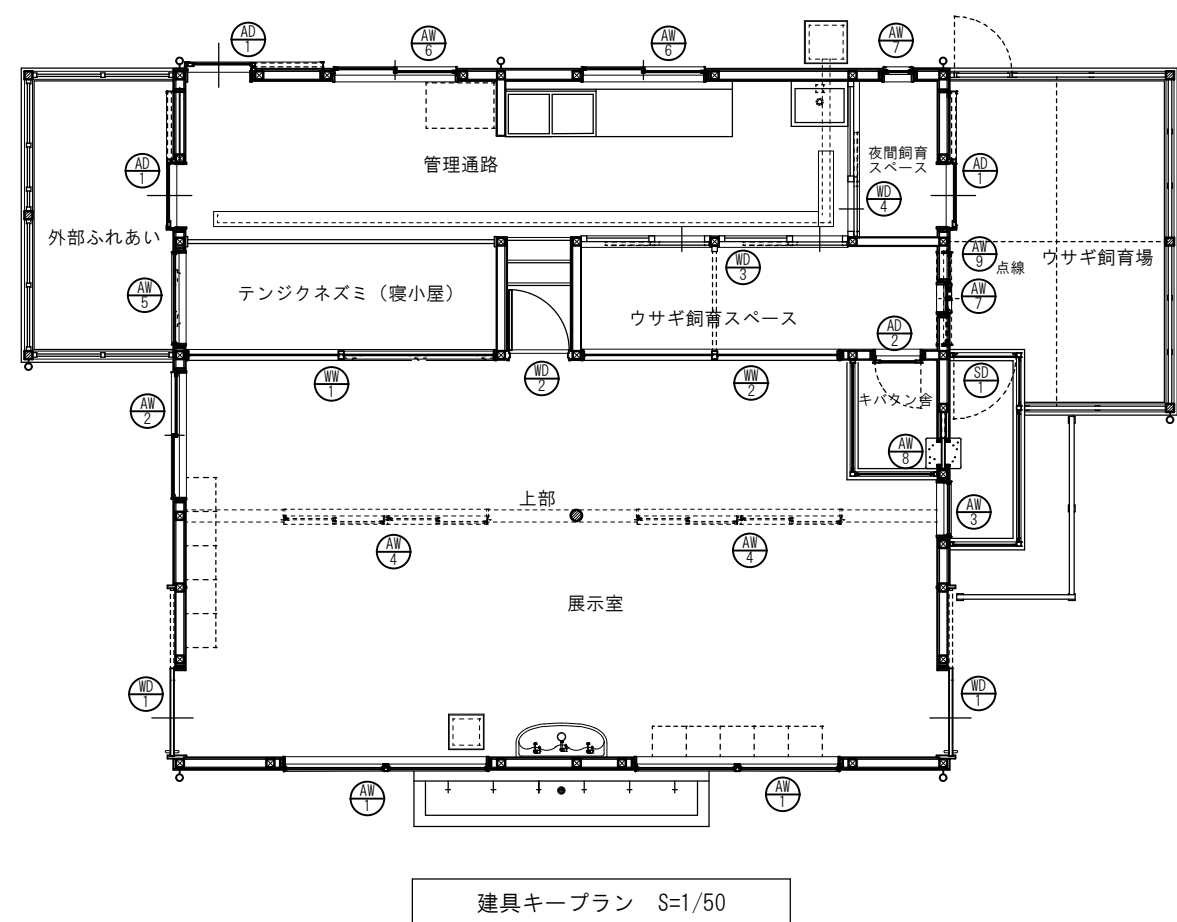 AD
1
AW
6
AW
6
AW
7
管理通路
夜間飼育
スペース
AD
1
WD
4
AD
1
外部ふれあい
WD
3
AW
9
点線
ウサギ飼育場
AW
5
テンジクネズミ（寝小屋）
ウサギ飼育スペース
AW
7
AD
2
WW
1
WD
2
WW
2
SD
1
キバタン舎
AW
2
AW
8
上部
AW
4
AW
4
AW
3
展示室
WD
1
WD
1
AW
1
AW
1
建具キープラン S=1/50